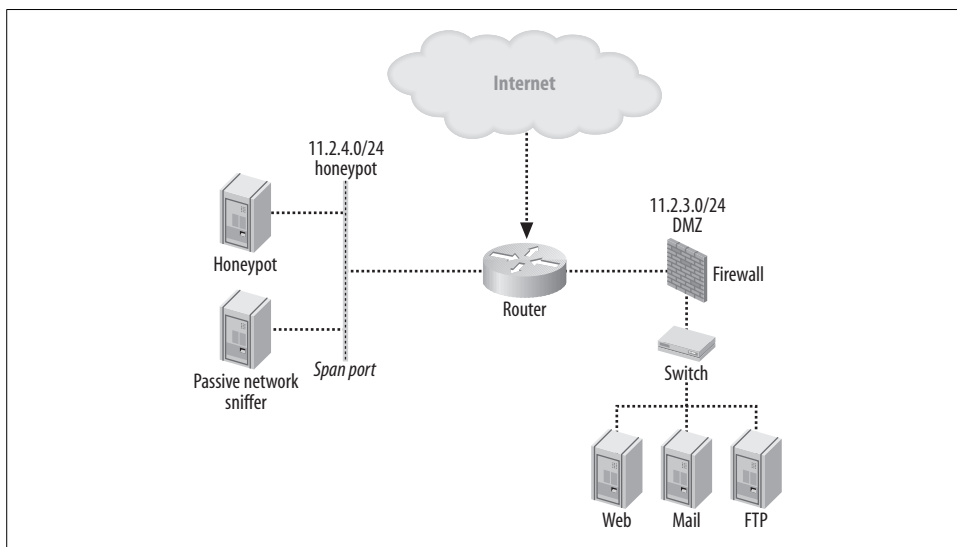 Internet
11.2.4.0/24
honeypot
11.2.3.0/24
DMZ
Honeypot
Firewall
Router
Passive network
sniffer
Span port
Switch
Web
Mail
FTP